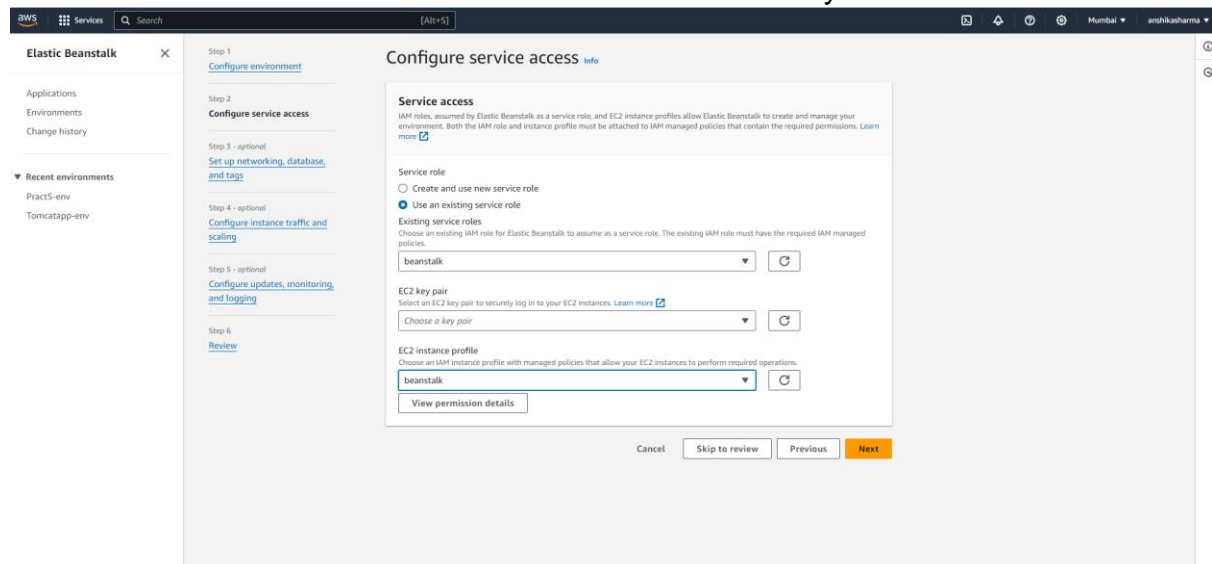 aws
Services
Search
[Alt+S]
Mumbai
anshikasharma
Elastic Beanstalk
Applications
Environments
Change history
Recent environments
Pract5-env
Tomcatapp-env
Step 1
Configure environment
Step 2
Configure service access
Step 3 - optional
Set up networking, database,
and tags
Step 4 - optional
Configure instance traffic and
scaling
Step 5 - optional
Configure updates, monitoring,
and logging
Step 6
Review
Configure service access Info
Service access
IAM roles, assumed by Elastic Beanstalk as a service role, and EC2 instance profiles allow Elastic Beanstalk to create and manage your
environment. Both the IAM role and instance profile must be attached to IAM managed policies that contain the required permissions. Learn
more
Service role
Create and use new service role
Use an existing service role
Existing service roles
Choose an existing IAM role for Elastic Beanstalk to assume as a service role. The existing IAM role must have the required IAM managed
policies.
beanstalk
EC2 key pair
Select an EC2 key pair to securely log in to your EC2 instances. Learn more
Choose a key pair
EC2 instance profile
Choose an IAM instance profile with managed policies that allow your EC2 instances to perform required operations.
beanstalk
View permission details
Cancel
Skip to review
Previous
Next